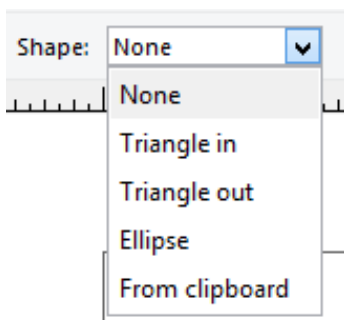 Shape: None
None
Triangle in
Triangle out
Ellipse
From clipboard